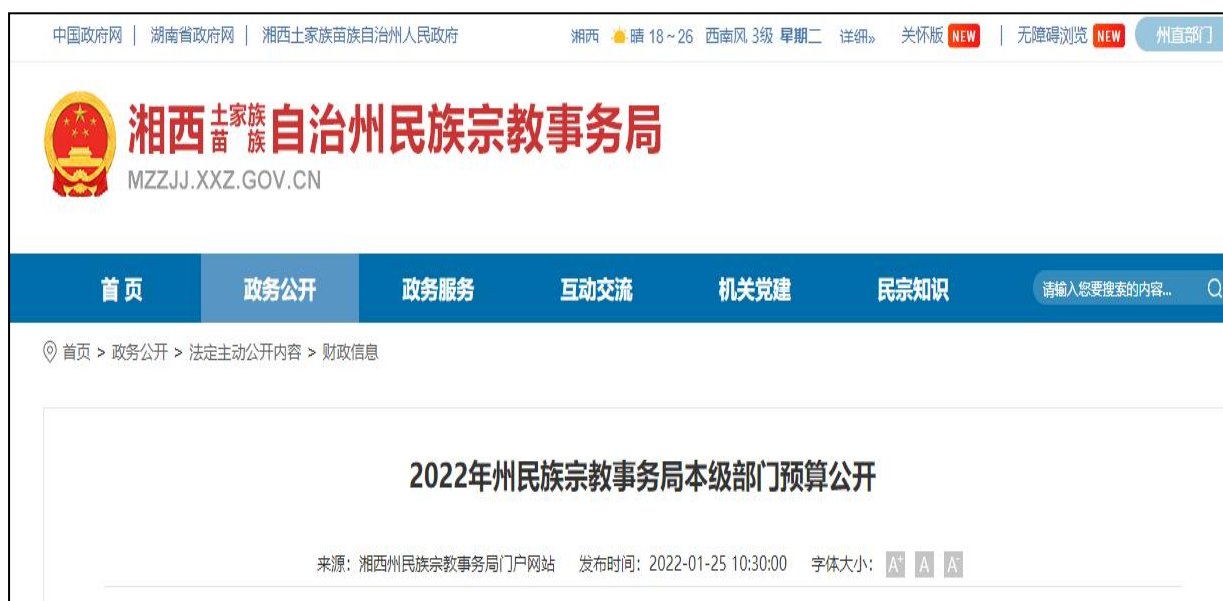 中国政府网 | 湖南省政府网 | 湘西土家族苗族自治州人民政府 湘西 晴 18~26 西南风 3级 星期二 详细» 关怀版 NEW | 无障碍浏览 NEW 州直部门
湘西土家族苗族自治州民族宗教事务局
MZZJJ.XXZ.GOV.CN
首页 政务公开 政务服务 互动交流 机关党建 民宗知识 请输入您要搜索的内容...
首页 > 政务公开 > 法定主动公开内容 > 财政信息
2022年州民族宗教事务局本级部门预算公开
来源：湘西州民族宗教事务局门户网站 发布时间：2022-01-25 10:30:00 字体大小： A+ A A-